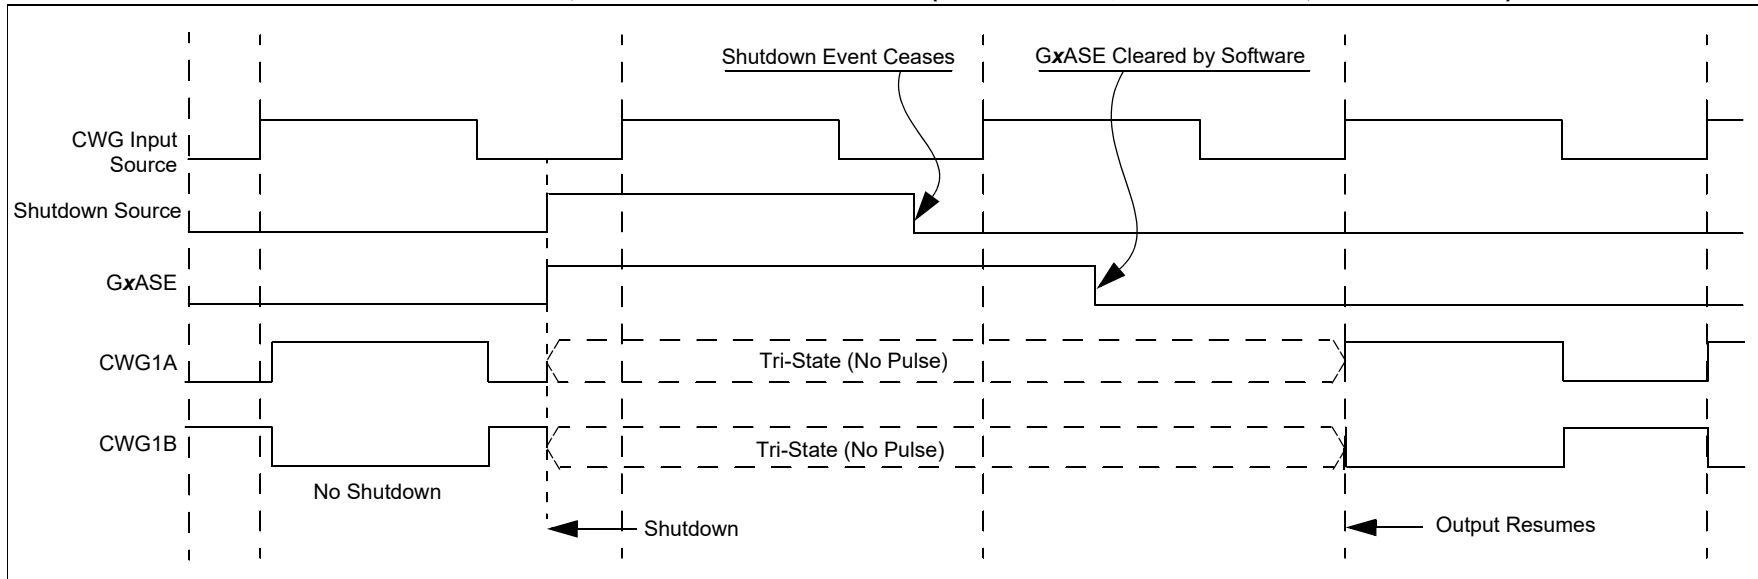 Shutdown Event Ceases
GxASE Cleared by Software
CWG Input
Source
Shutdown Source
GxASE
CWG1A
Tri-State (No Pulse)
CWG1B
Tri-State (No Pulse)
No Shutdown
Shutdown
Output Resumes